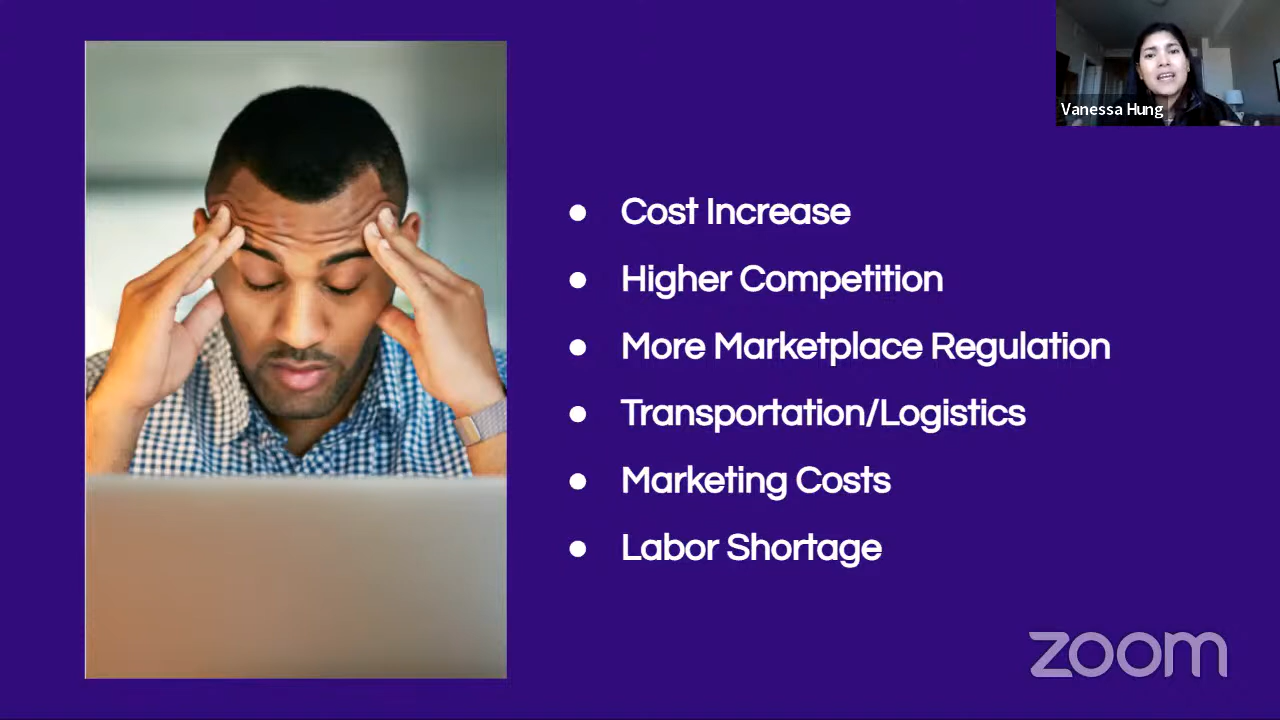 Vanessa Hung
● Cost Increase
● Higher Competition
● More Marketplace Regulation
● Transportation/Logistics
● Marketing Costs
● Labor Shortage
zoom